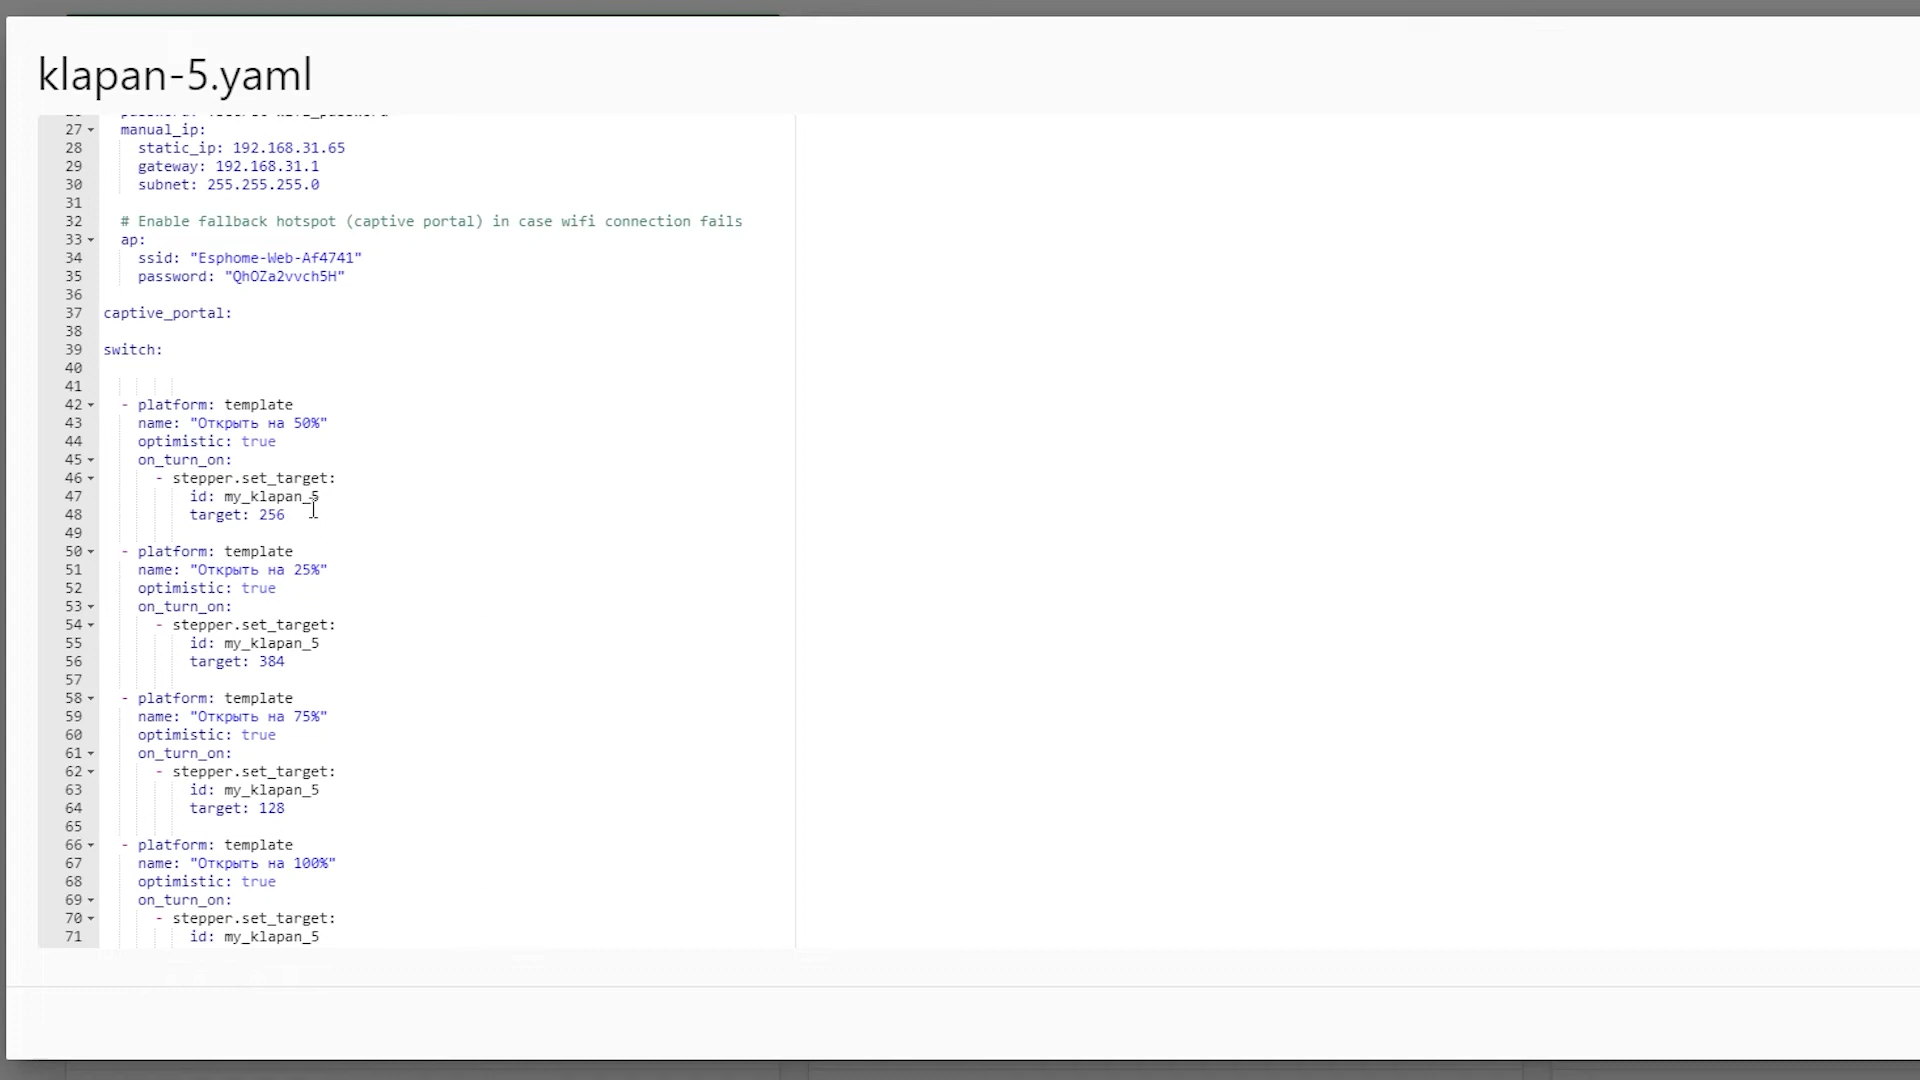 klapan-5.yaml
27 manual_ip:
28 static_ip: 192.168.31.65
29 gateway: 192.168.31.1
30 subnet: 255.255.255.0
31
32 # Enable fallback hotspot (captive portal) in case wifi connection fails
33 ap:
34 ssid: "Esphome-Web-Af4741"
35 password: "QhOZa2vvch5H"
36
37 captive_portal:
38
39 switch:
40
41
42 - platform: template
43 name: "Открыть на 50%"
44 optimistic: true
45 on_turn_on:
46 - stepper.set_target:
47 id: my_klapan_5
48 target: 256
49
50 - platform: template
51 name: "Открыть на 25%"
52 optimistic: true
53 on_turn_on:
54 - stepper.set_target:
55 id: my_klapan_5
56 target: 384
57
58 - platform: template
59 name: "Открыть на 75%"
60 optimistic: true
61 on_turn_on:
62 - stepper.set_target:
63 id: my_klapan_5
64 target: 128
65
66 - platform: template
67 name: "Открыть на 100%"
68 optimistic: true
69 on_turn_on:
70 - stepper.set_target:
71 id: my_klapan_5